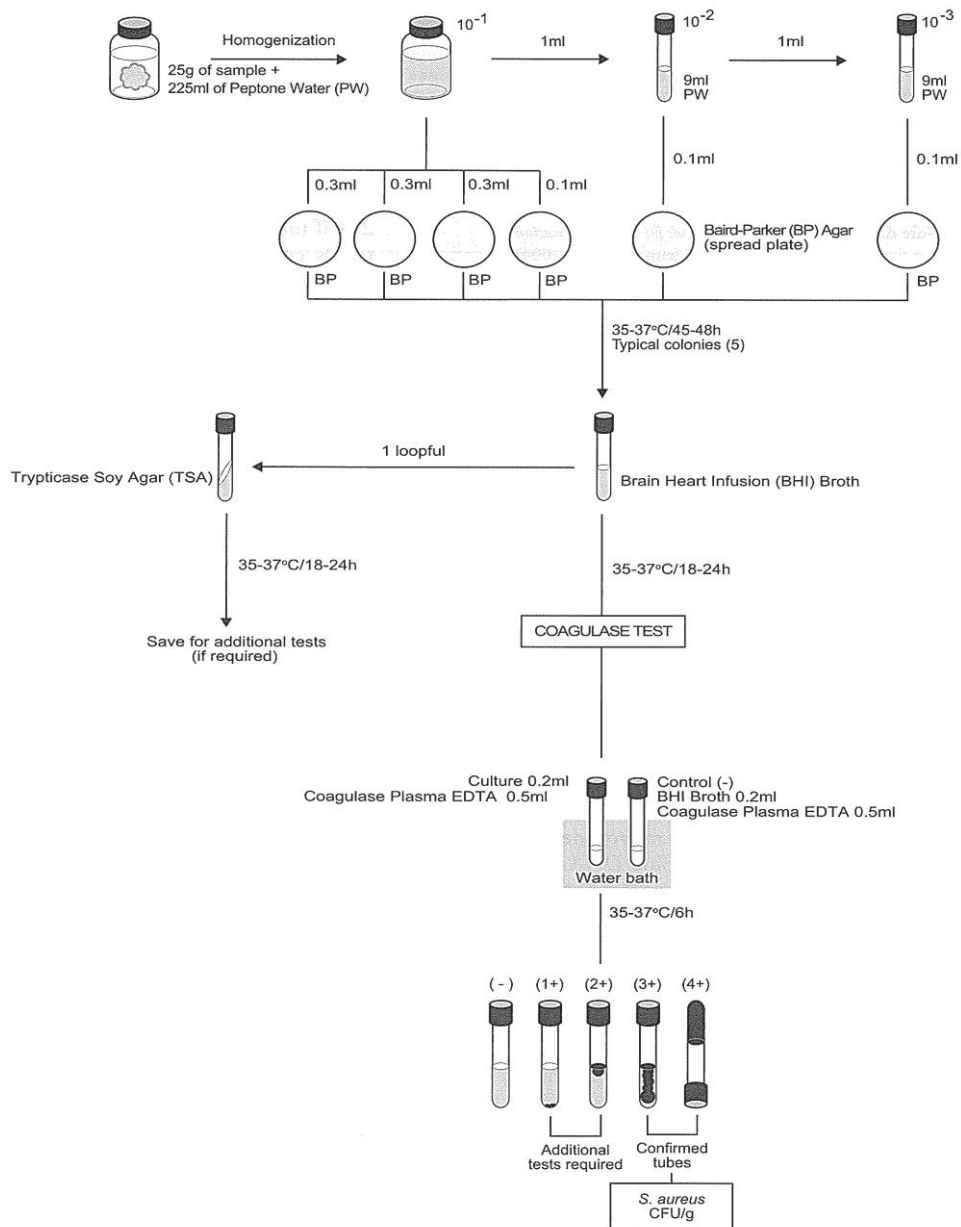 10-1
10-2
10-3
Homogenization
1ml
1ml
25g of sample +
225ml of Peptone Water (PW)
9ml
PW
9ml
PW
0.1ml
0.1ml
0.3ml
0.3ml
0.3ml
0.1ml
Baird-Parker (BP) Agar
(spread plate)
BP
BP
BP
BP
BP
35-37°C/45-48h
Typical colonies (5)
1 loopful
Trypticase Soy Agar (TSA)
Brain Heart Infusion (BHI) Broth
35-37°C/18-24h
35-37°C/18-24h
COAGULASE TEST
Save for additional tests
(if required)
Culture 0.2ml
Coagulase Plasma EDTA 0.5ml
Control (-)
BHI Broth 0.2ml
Coagulase Plasma EDTA 0.5ml
Water bath
35-37°C/6h
(-)
(1+)
(2+)
(3+)
(4+)
Additional
tests required
Confirmed
tubes
S. aureus
CFU/g